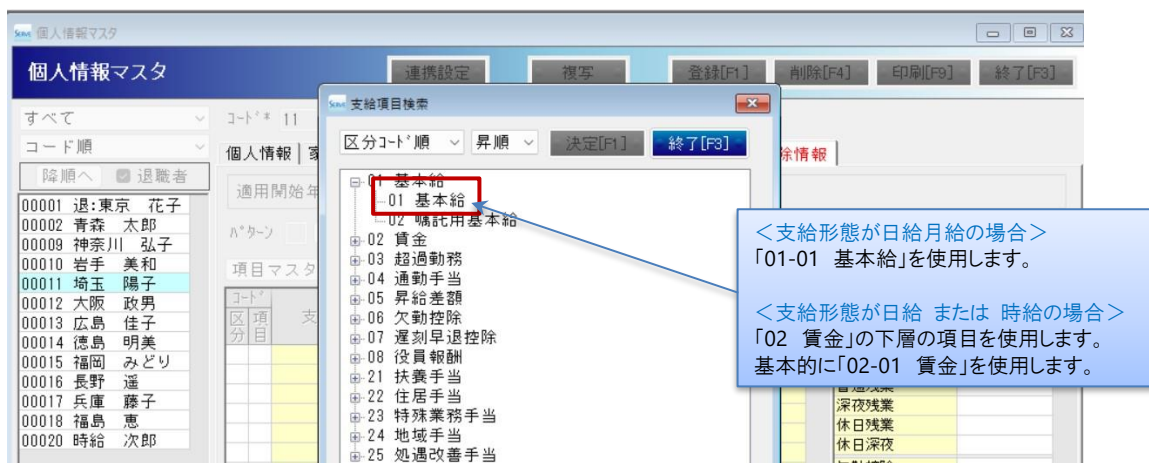 Scive 個人情報マスタ
個人情報マスタ 連携設定 複写 登録[F1] 削除[F4] 印刷[F9] 終了[F3]
すべて
コード順
降順へ 退職者
00001 退:東京 花子
00002 青森 太郎
00009 神奈川 弘子
00010 岩手 美和
00011 埼玉 陽子
00012 大阪 政男
00013 広島 佳子
00014 徳島 明美
00015 福岡 みどり
00016 長野 遥
00017 兵庫 藤子
00018 福島 恵
00020 時給 次郎
コード* 11
個人情報
適用開始年
パターン
項目マスタ
コード
区分 項目 支
支給項目検索
区分コード順 昇順 決定[F1] 終了[F3]
01 基本給
01 基本給
02 嘱託用基本給
02 賃金
03 超過勤務
04 通勤手当
05 昇給差額
06 欠勤控除
07 遅刻早退控除
08 役員報酬
21 扶養手当
22 住居手当
23 特殊業務手当
24 地域手当
25 処遇改善手当
除情報
<支給形態が日給月給の場合>
「01-01 基本給」を使用します。
<支給形態が日給 または 時給の場合>
「02 賃金」の下層の項目を使用します。
基本的に「02-01 賃金」を使用します。
深夜残業
休日残業
休日深夜